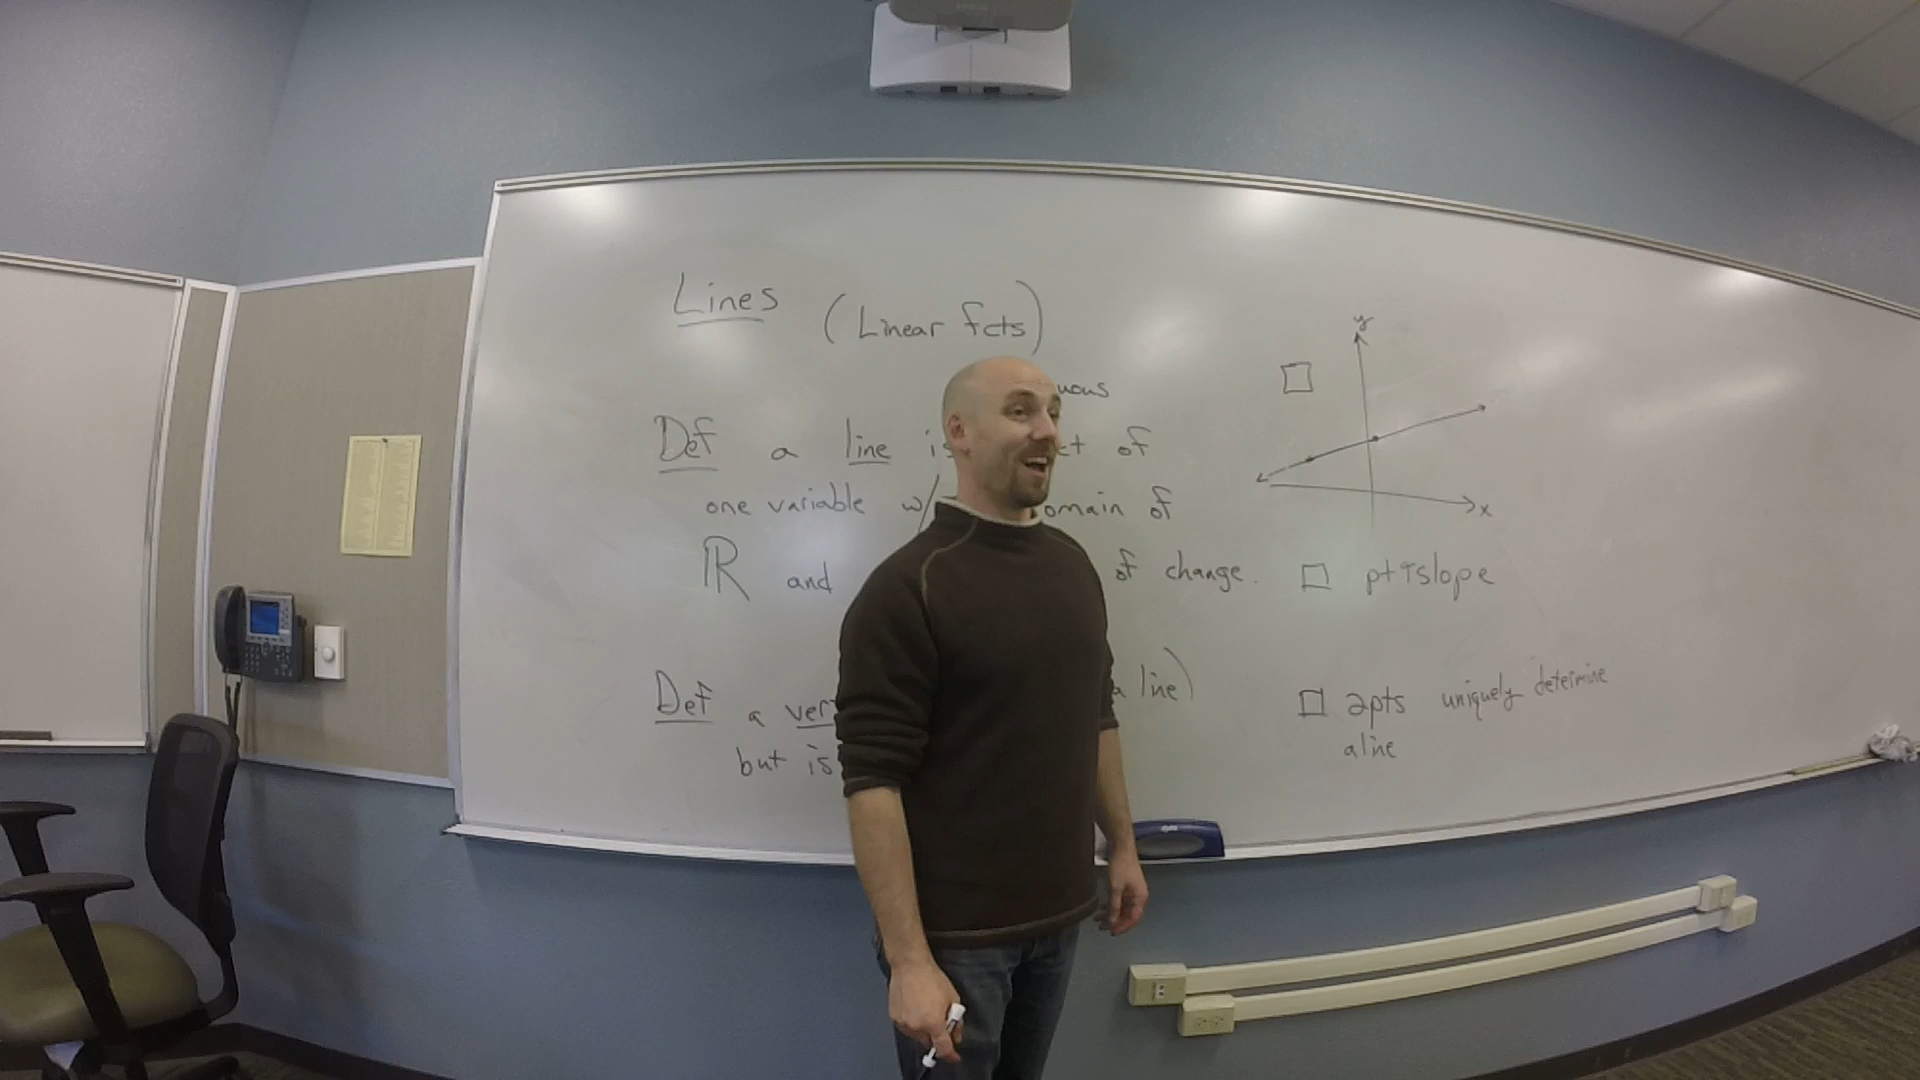 Lines (Linear fcts)
uous
Def a line is ct of
one variable w/ omain of
ℝ and of change.
Def a ver a line)
but is
y
x
pt + slope
2pts uniquely determine
a line